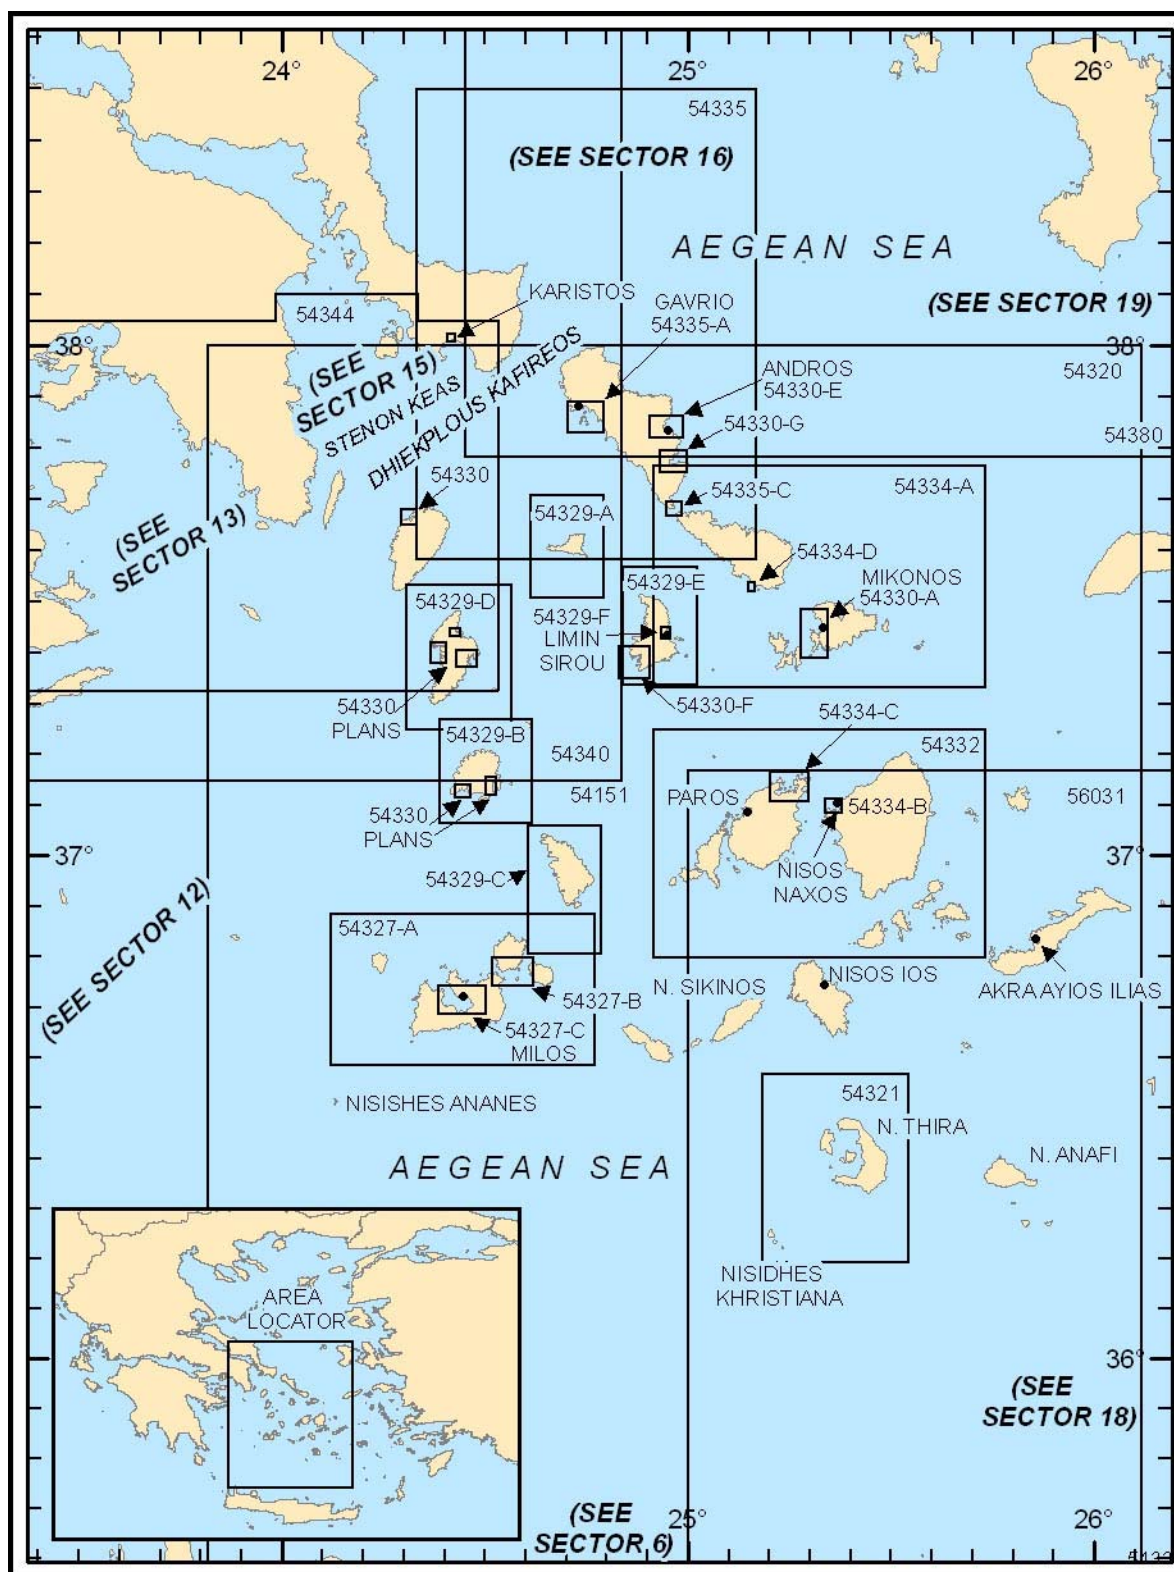 24°
25°
26°
54335
(SEE SECTOR 16)
AEGEAN SEA
KARISTOS
GAVRIO
54335-A
(SEE SECTOR 19)
54344
38°
38°
(SEE
SECTOR 15)
STENON KEAS
DHIEKPLOUS KAFIREOS
ANDROS
54330-E
54320
54330-G
54380
54330
54335-C
54334-A
54329-A
(SEE
SECTOR 13)
54334-D
54329-D
54329-E
MIKONOS
54330-A
54329-F
LIMIN
SIROU
54330
PLANS
54330-F
54334-C
54329-B
54340
54332
54151
56031
PAROS
54334-B
54330
PLANS
37°
37°
NISOS
NAXOS
54329-C
(SEE SECTOR 12)
54327-A
N. SIKINOS
NISOS IOS
AKRA AYIOS ILIAS
54327-B
54327-C
MILOS
NISISHES ANANES
54321
N. THIRA
N. ANAFI
AEGEAN SEA
NISIDHES
KHRISTIANA
AREA
LOCATOR
36°
(SEE
SECTOR 18)
(SEE
SECTOR 6)
25°
26°